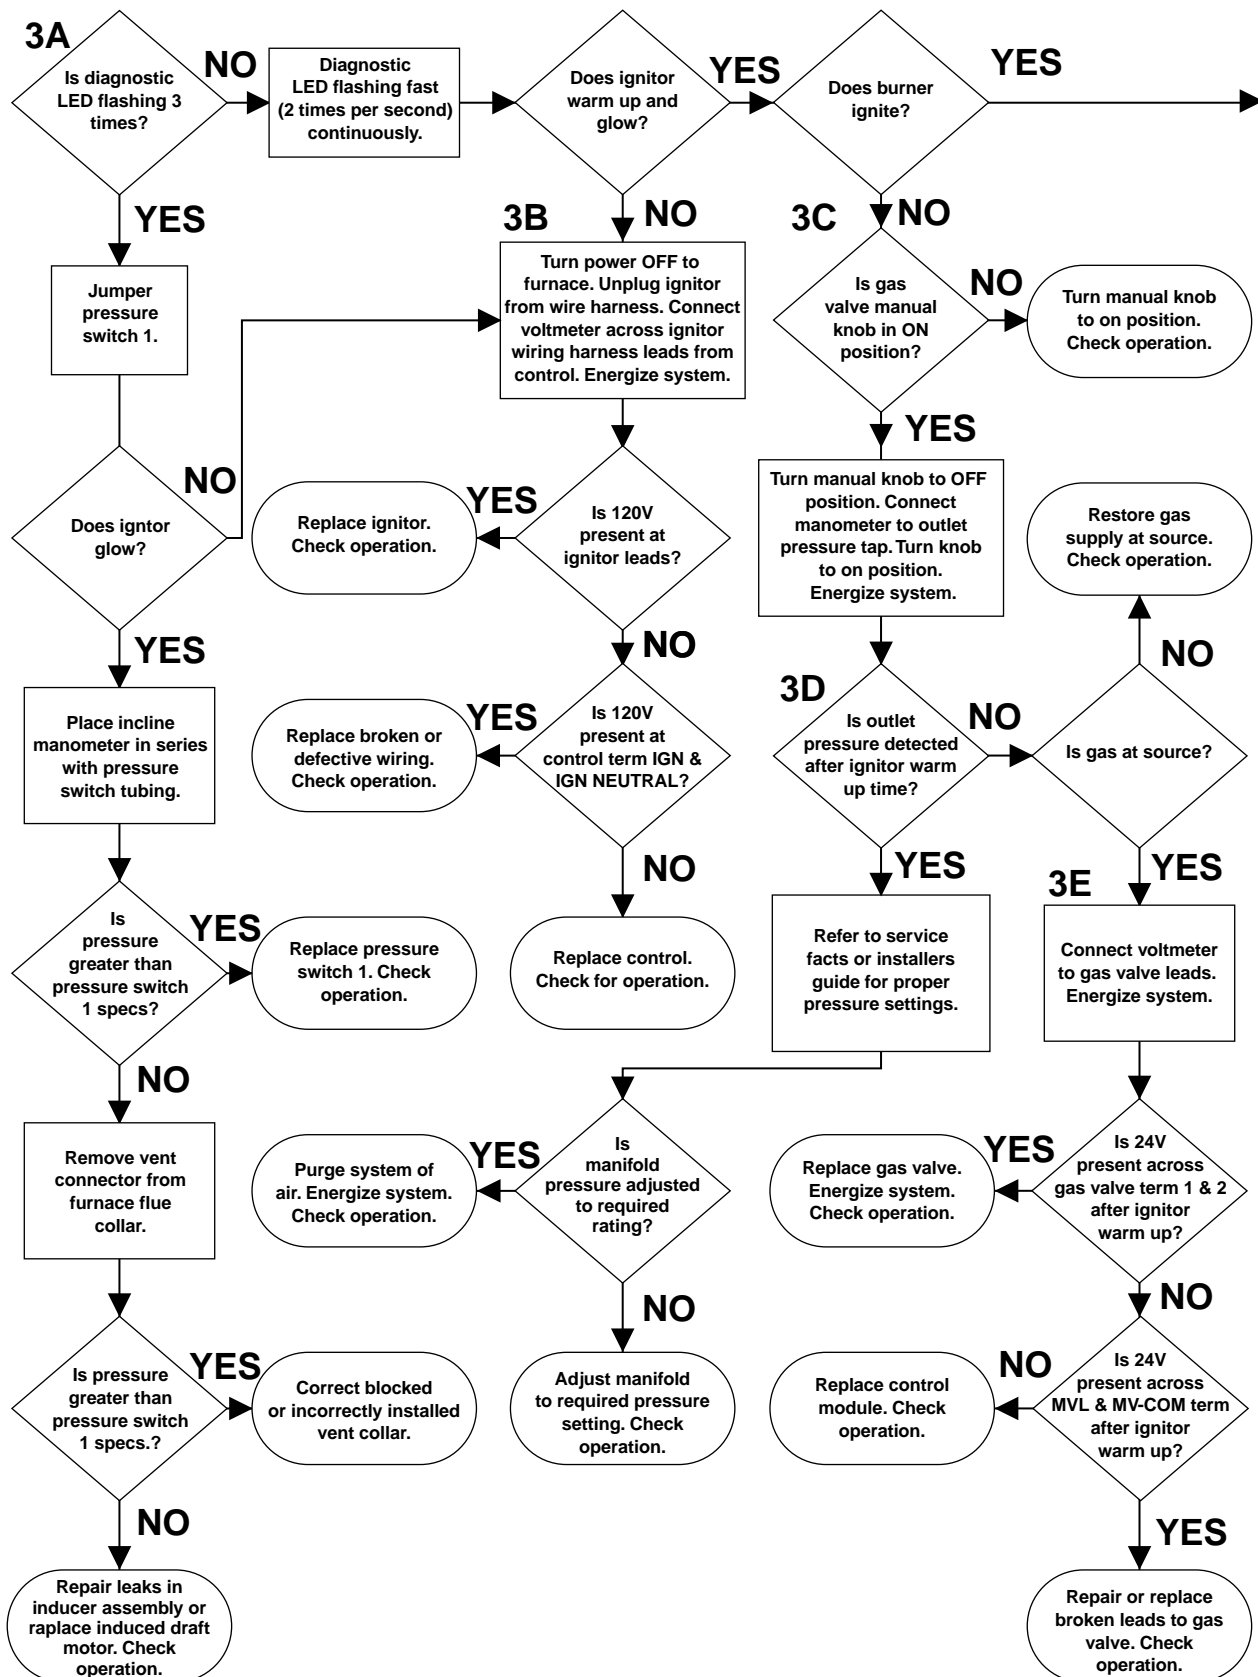 3A
Is diagnostic
LED flashing 3
times?
NO
Diagnostic
LED flashing fast
(2 times per second)
continuously.
Does ignitor
warm up and
glow?
YES
Does burner
ignite?
YES
YES
Jumper
pressure
switch 1.
3B
NO
Turn power OFF to
furnace. Unplug ignitor
from wire harness. Connect
voltmeter across ignitor
wiring harness leads from
control. Energize system.
3C
NO
Is gas
valve manual
knob in ON
position?
NO
Turn manual knob
to on position.
Check operation.
Does igntor
glow?
NO
Replace ignitor.
Check operation.
YES
Is 120V
present at
ignitor leads?
YES
Turn manual knob to OFF
position. Connect
manometer to outlet
pressure tap. Turn knob
to on position.
Energize system.
Restore gas
supply at source.
Check operation.
YES
Place incline
manometer in series
with pressure
switch tubing.
NO
Replace broken or
defective wiring.
Check operation.
YES
Is 120V
present at
control term IGN &
IGN NEUTRAL?
3D
Is outlet
pressure detected
after ignitor warm
up time?
NO
NO
Is gas at source?
Is
pressure
greater than
pressure switch
1 specs?
YES
Replace pressure
switch 1. Check
operation.
NO
Replace control.
Check for operation.
YES
Refer to service
facts or installers
guide for proper
pressure settings.
YES
3E
Connect voltmeter
to gas valve leads.
Energize system.
NO
Remove vent
connector from
furnace flue
collar.
Purge system of
air. Energize system.
Check operation.
YES
Is
manifold
pressure adjusted
to required
rating?
Replace gas valve.
Energize system.
Check operation.
YES
Is 24V
present across
gas valve term 1 & 2
after ignitor
warm up?
Is pressure
greater than
pressure switch
1 specs.?
YES
Correct blocked
or incorrectly installed
vent collar.
NO
Adjust manifold
to required pressure
setting. Check
operation.
NO
Replace control
module. Check
operation.
NO
Is 24V
present across
MVL & MV-COM term
after ignitor
warm up?
NO
Repair leaks in
inducer assembly or
raplace induced draft
motor. Check
operation.
YES
Repair or replace
broken leads to gas
valve. Check
operation.